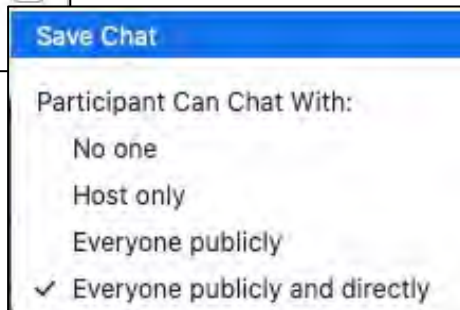 Save Chat
Participant Can Chat With:
No one
Host only
Everyone publicly
✓ Everyone publicly and directly